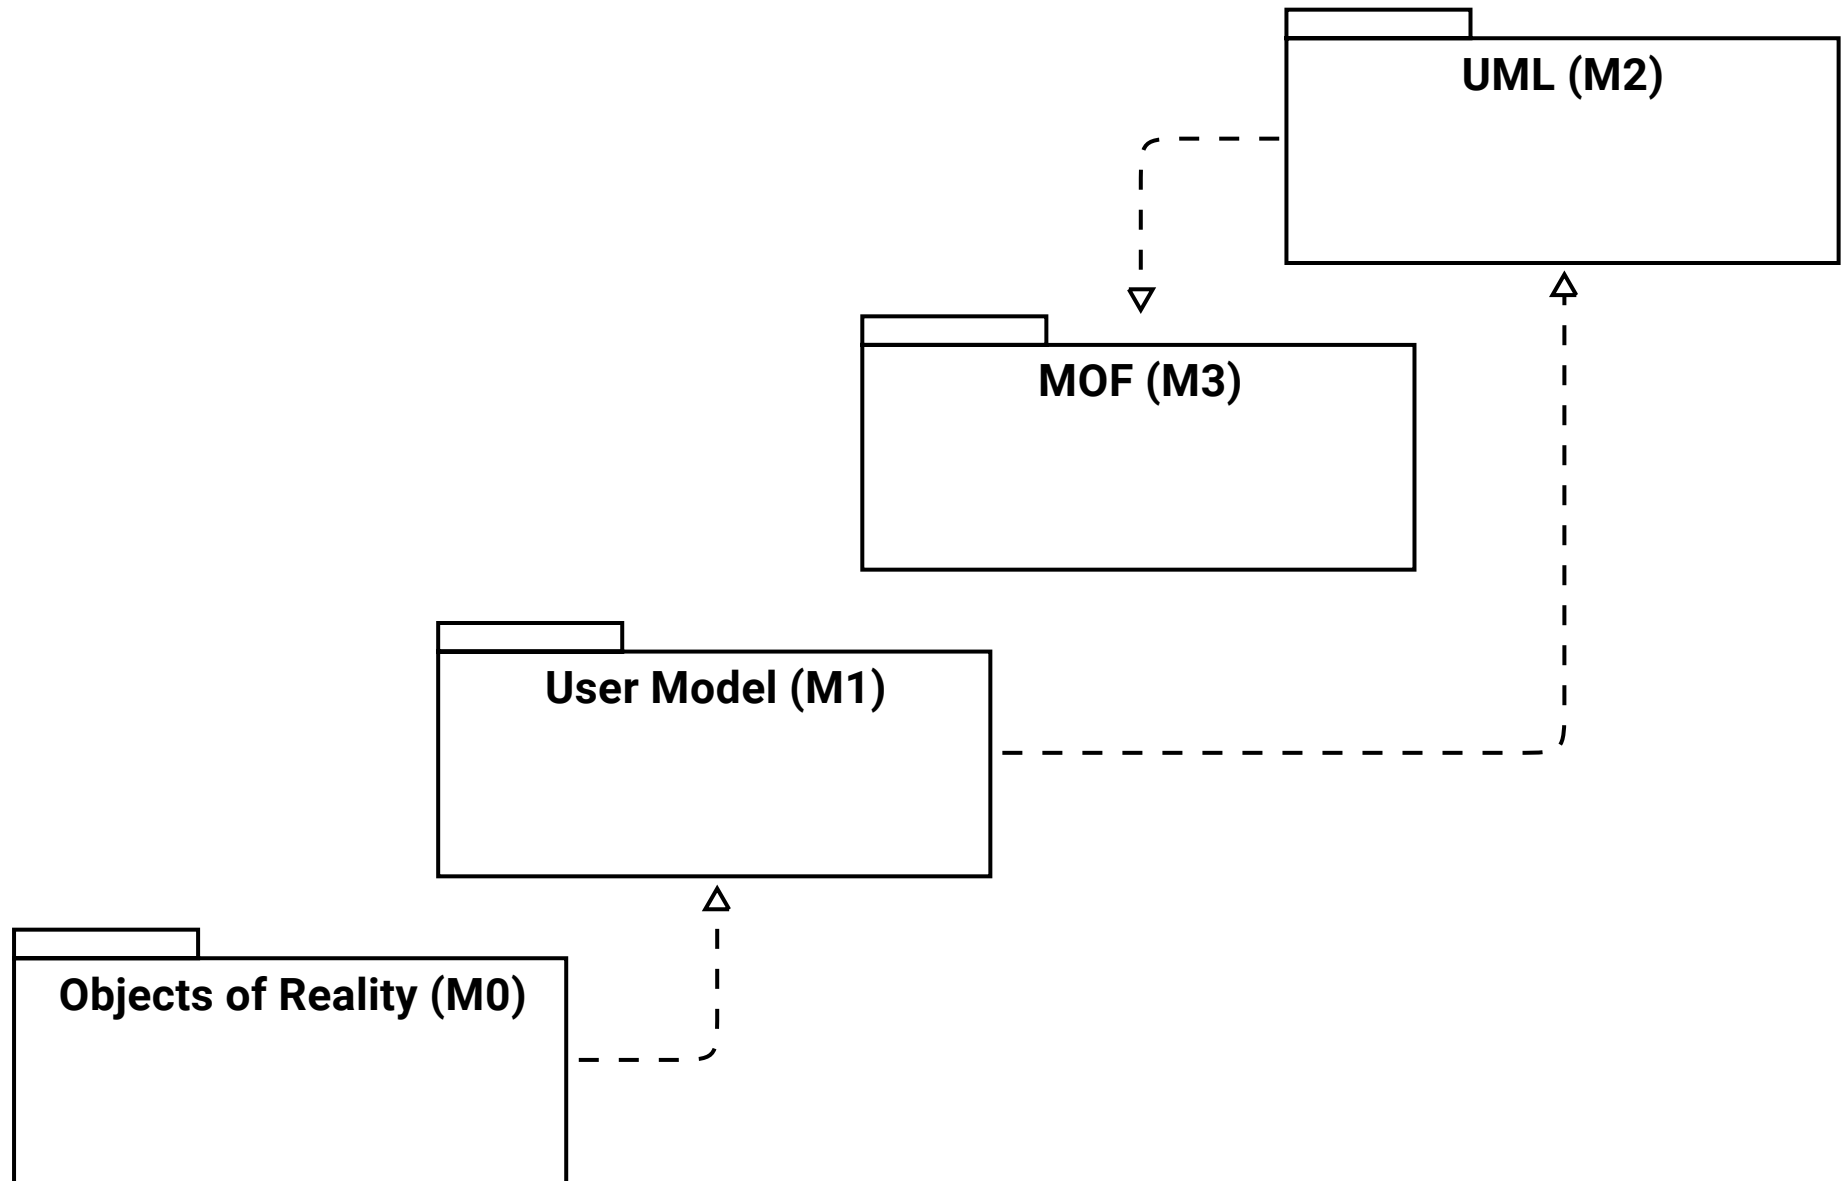 UML (M2)
MOF (M3)
User Model (M1)
Objects of Reality (M0)